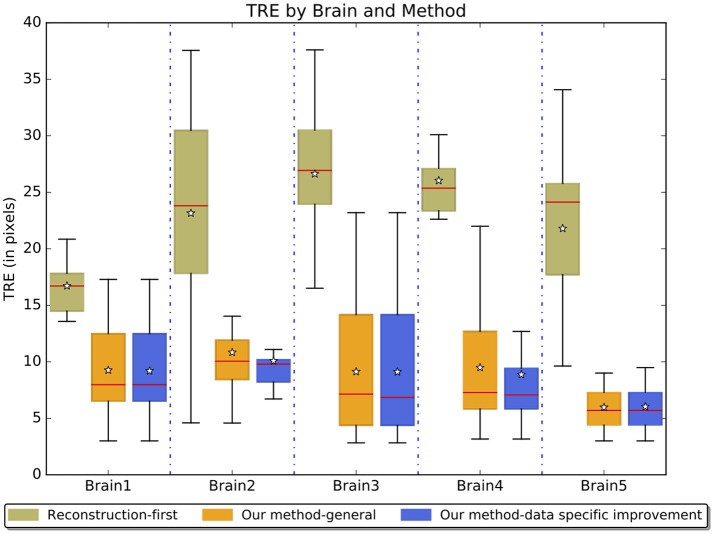 TRE by Brain and Method
TRE (in pixels)
40
35
30
25
20
15
10
5
0
Brain1 Brain2 Brain3 Brain4 Brain5
Reconstruction-first Our method-general Our method-data specific improvement